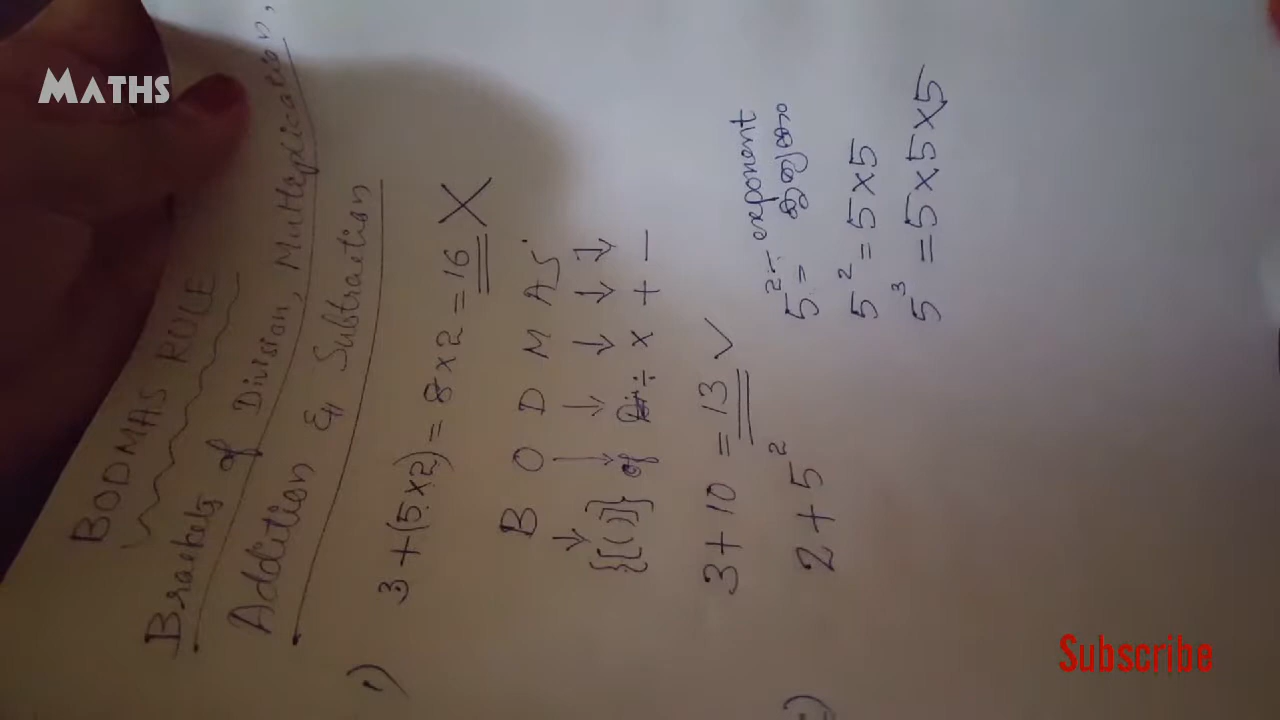 MATHS
BODMAS RULE
Brackets of Division, Multiplication,
Addition & Subtraction
1) 3+(5×2) = 8×2 = 16 X
B O D M A S
↓ ↓ ↓ ↓ ↓ ↓
{[()]} of ÷ × + −
3+10 = 13 ✓
2+5²
5² - exponent
5² = 5×5
5³ = 5×5×5
Subscribe